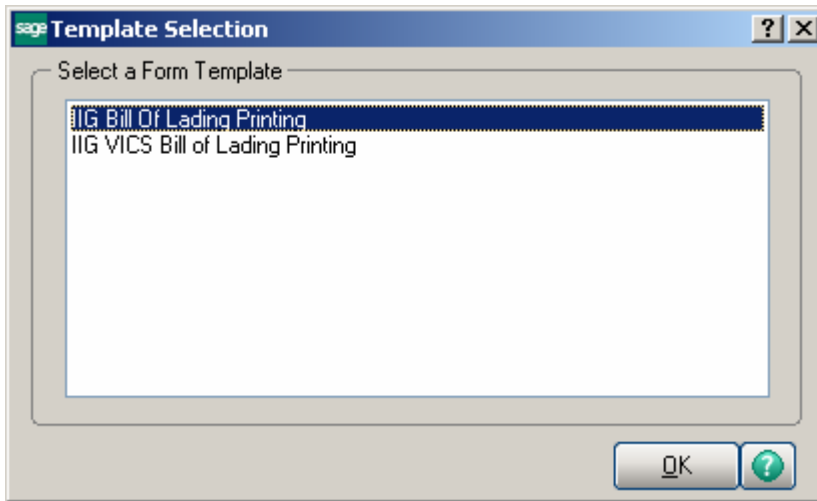 sage Template Selection
Select a Form Template
IIG Bill Of Lading Printing
IIG VICS Bill of Lading Printing
OK